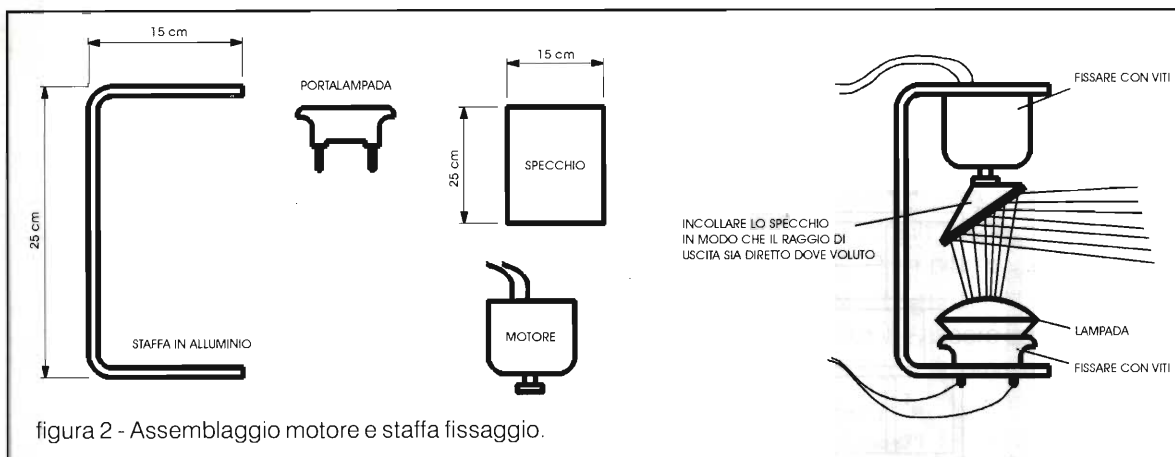 15 cm
25 cm
STAFFA IN ALLUMINIO
PORTALAMPADA
15 cm
25 cm
SPECCHIO
MOTORE
FISSARE CON VITI
INCOLLARE LO SPECCHIO
IN MODO CHE IL RAGGIO DI
USCITA SIA DIRETTO DOVE VOLUTO
LAMPADA
FISSARE CON VITI
figura 2 - Assemblaggio motore e staffa fissaggio.